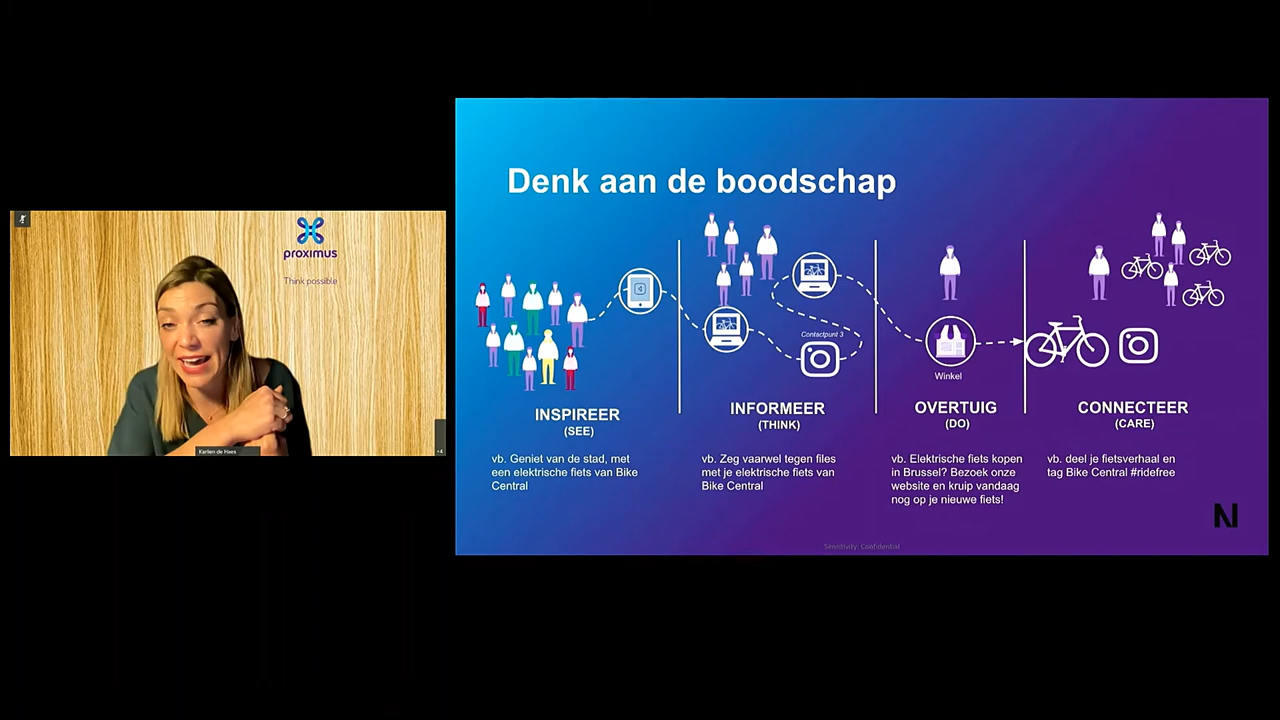 proximus
Think possible
Karlien de Haes
+4
Denk aan de boodschap
Contactpunt 3
Winkel
INSPIREER
(SEE)
vb. Geniet van de stad, met
een elektrische fiets van Bike
Central
INFORMEER
(THINK)
vb. Zeg vaarwel tegen files
met je elektrische fiets van
Bike Central
OVERTUIG
(DO)
vb. Elektrische fiets kopen
in Brussel? Bezoek onze
website en kruip vandaag
nog op je nieuwe fiets!
CONNECTEER
(CARE)
vb. deel je fietsverhaal en
tag Bike Central #ridefree
N
Sensitivity: Confidential